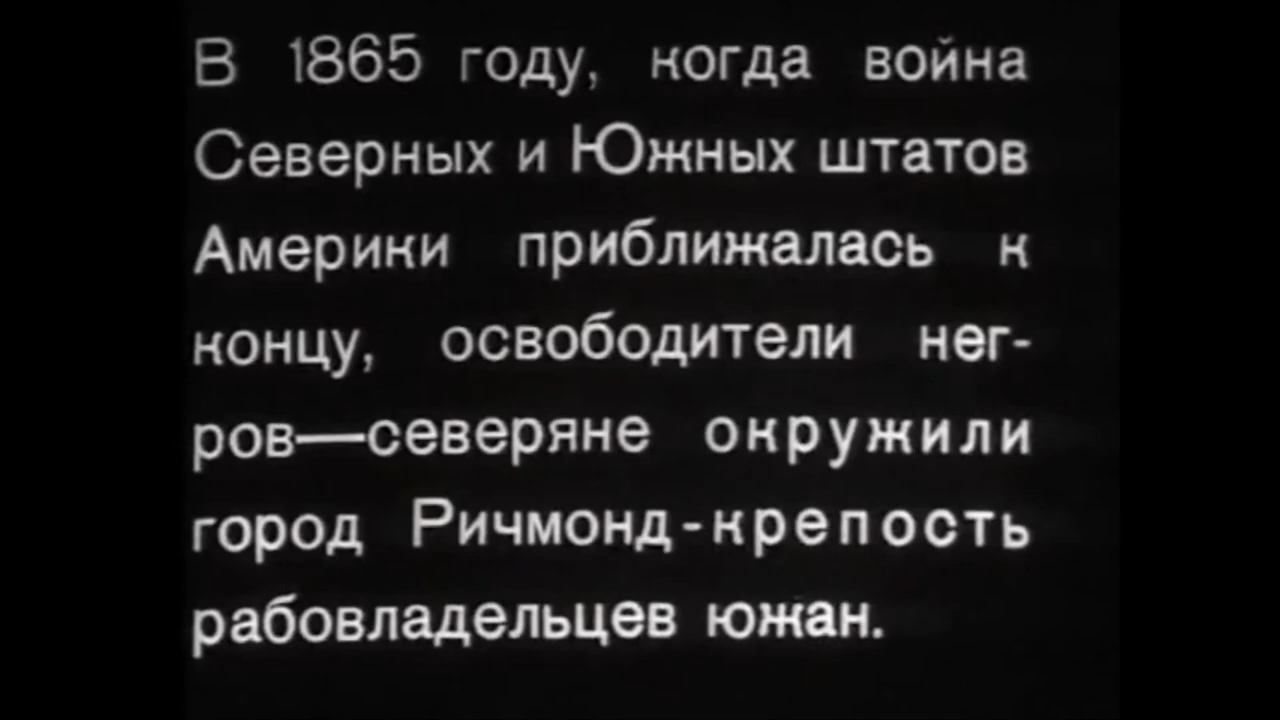 В 1865 году, когда война
Северных и Южных штатов
Америки приближалась к
концу, освободители нег-
ров—северяне окружили
город Ричмонд-крепость
рабовладельцев южан.